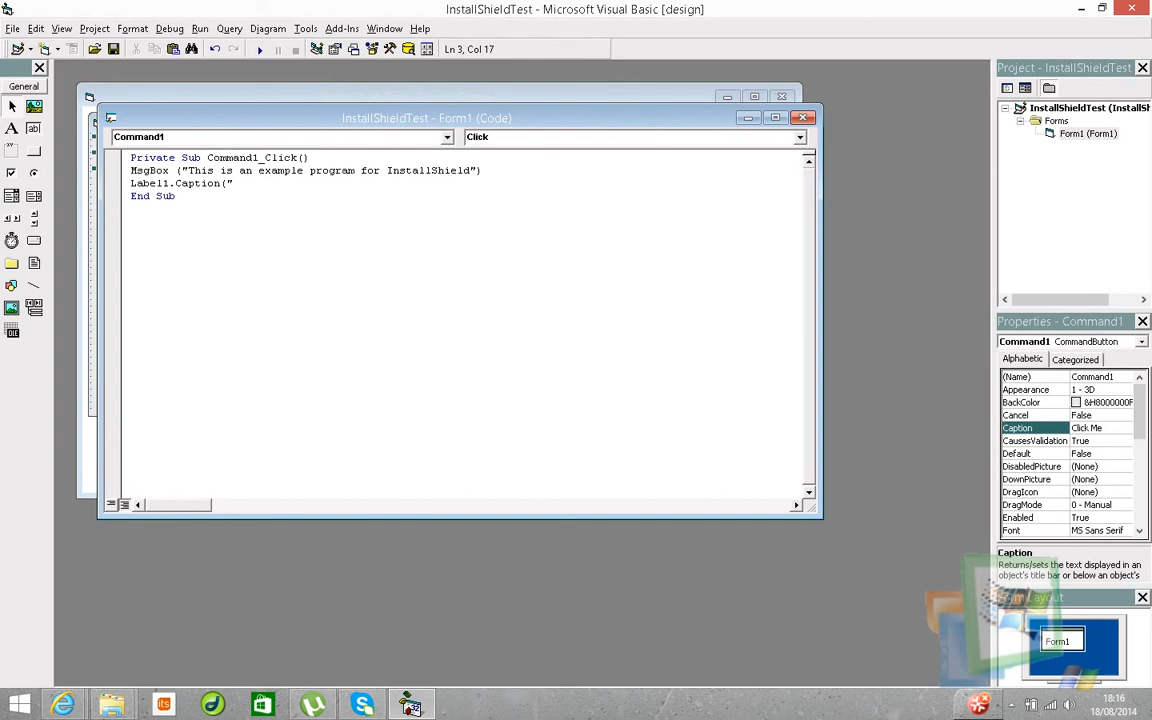 InstallShieldTest - Microsoft Visual Basic [design]
File Edit View Project Format Debug Run Query Diagram Tools Add-Ins Window Help
Ln 3, Col 17
General
InstallShieldTest - Form1 (Code)
Command1 Click
Private Sub Command1_Click()
MsgBox ("This is an example program for InstallShield")
Label1.Caption("
End Sub
Project - InstallShieldTest
InstallShieldTest (InstallSh
Forms
Form1 (Form1)
Properties - Command1
Command1 CommandButton
Alphabetic Categorized
(Name) Command1
Appearance 1 - 3D
BackColor &H8000000F
Cancel False
Caption Click Me
CausesValidation True
Default False
DisabledPicture (None)
DownPicture (None)
DragIcon (None)
DragMode 0 - Manual
Enabled True
Font MS Sans Serif
Caption
Returns/sets the text displayed in an
object's title bar or below an object's
Layout
Form1
its
18:16
18/08/2014